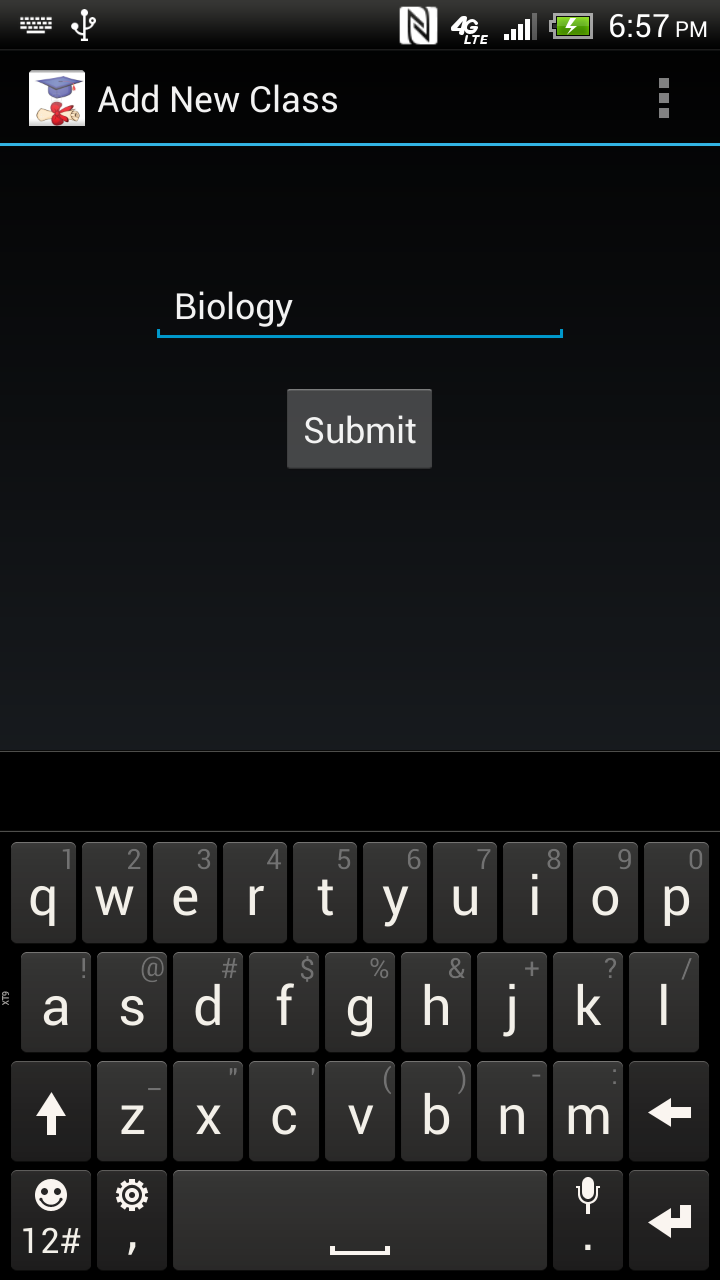 4G LTE 6:57 PM
Add New Class
Biology
Submit
1 2 3 4 5 6 7 8 9 0
q w e r t y u i o p
! @ # $ % & + ? /
XT9 a s d f g h j k l
_ " ' ( ) - :
z x c v b n m
12# , .